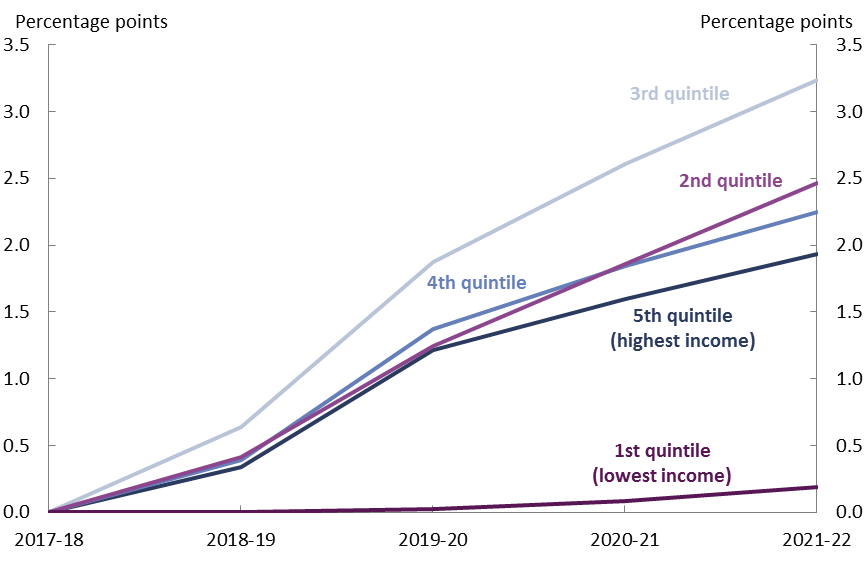 Percentage points Percentage points
3.5 3.5
3rd quintile
3.0 3.0
2.5 2.5
2nd quintile
2.0 2.0
4th quintile
1.5 1.5
5th quintile
(highest income)
1.0 1.0
0.5 0.5
1st quintile
(lowest income)
0.0 0.0
2017-18 2018-19 2019-20 2020-21 2021-22